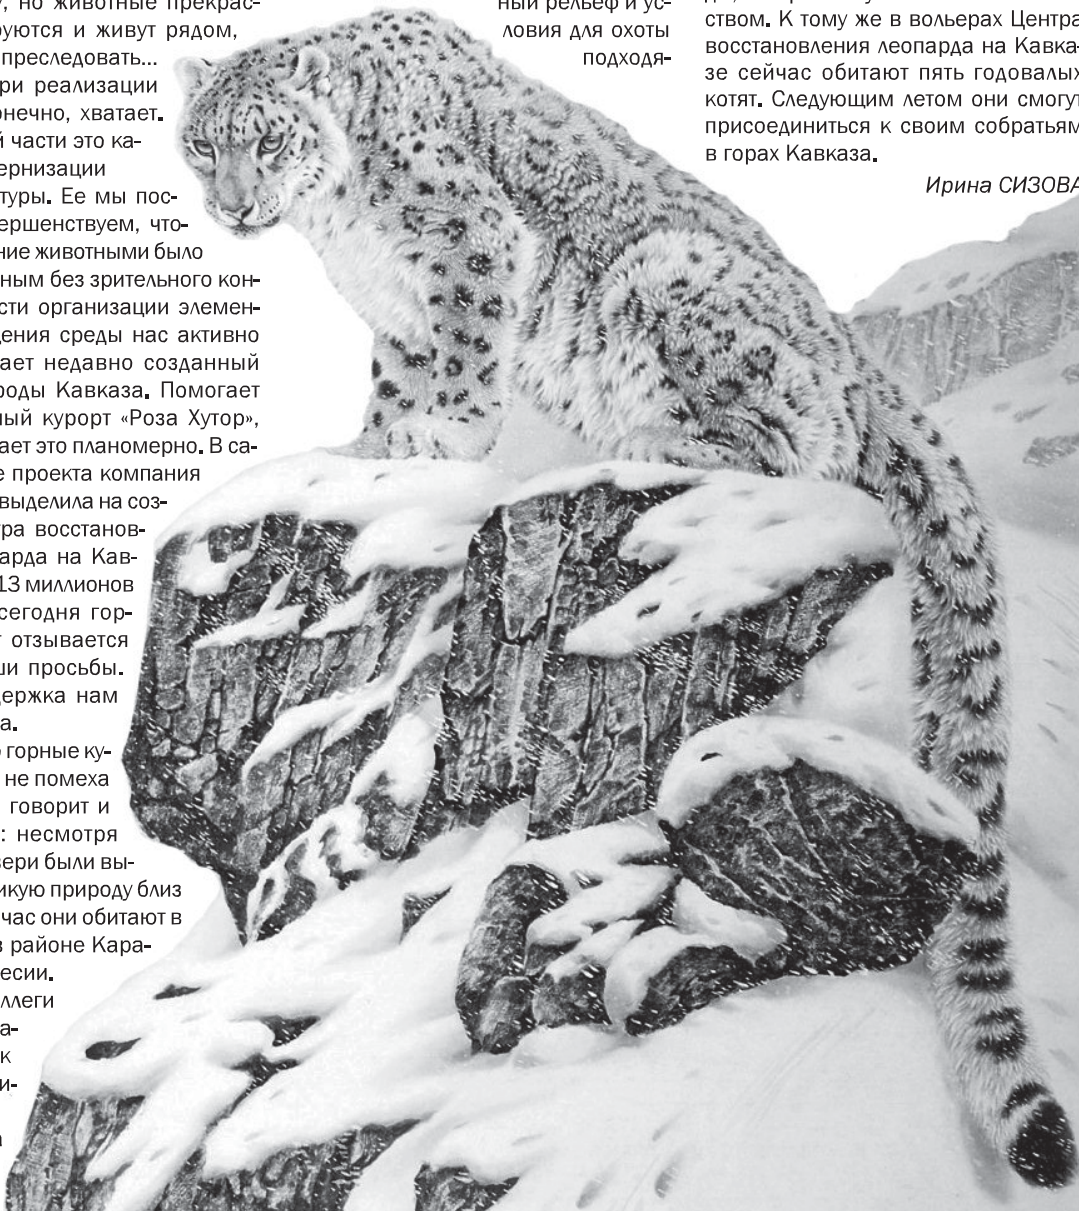 , но животные прекрас-
руются и живут рядом,
преследовать...
ри реализации
онечно, хватает.
й части это ка-
ернизации
туры. Ее мы пос-
ершенствуем, что-
ние животными было
ным без зрительного кон-
сти организации элемен-
дения среды нас активно
ает недавно созданный
роды Кавказа. Помогает
ный курорт «Роза Хутор»,
ает это планомерно. В са-
е проекта компания
выделила на соз-
тра восстанов-
арда на Кав-
13 миллионов
сегодня гор-
т отзывается
ши просьбы.
держка нам
а.
о горные ку-
не помеха
говорит и
: несмотря
вери были вы-
икую природу близ
час они обитают в
в районе Кара-
есии.
ллеги
а-
к
и-
ный рельеф и ус-
ловия для охоты
подходя-
ством. К тому же в вольерах Центра
восстановления леопарда на Кавка-
зе сейчас обитают пять годовалых
котят. Следующим летом они смогут
присоединиться к своим собратьям
в горах Кавказа.
Ирина СИЗОВА